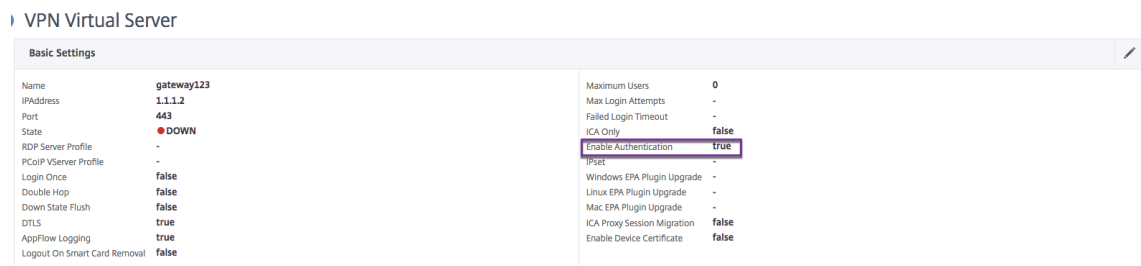 VPN Virtual Server
Basic Settings
Name gateway123
IPAddress 1.1.1.2
Port 443
State DOWN
RDP Server Profile -
PCoIP VServer Profile -
Login Once false
Double Hop false
Down State Flush false
DTLS true
AppFlow Logging true
Logout On Smart Card Removal false
Maximum Users 0
Max Login Attempts -
Failed Login Timeout -
ICA Only false
Enable Authentication true
IPset -
Windows EPA Plugin Upgrade -
Linux EPA Plugin Upgrade -
Mac EPA Plugin Upgrade -
ICA Proxy Session Migration false
Enable Device Certificate false